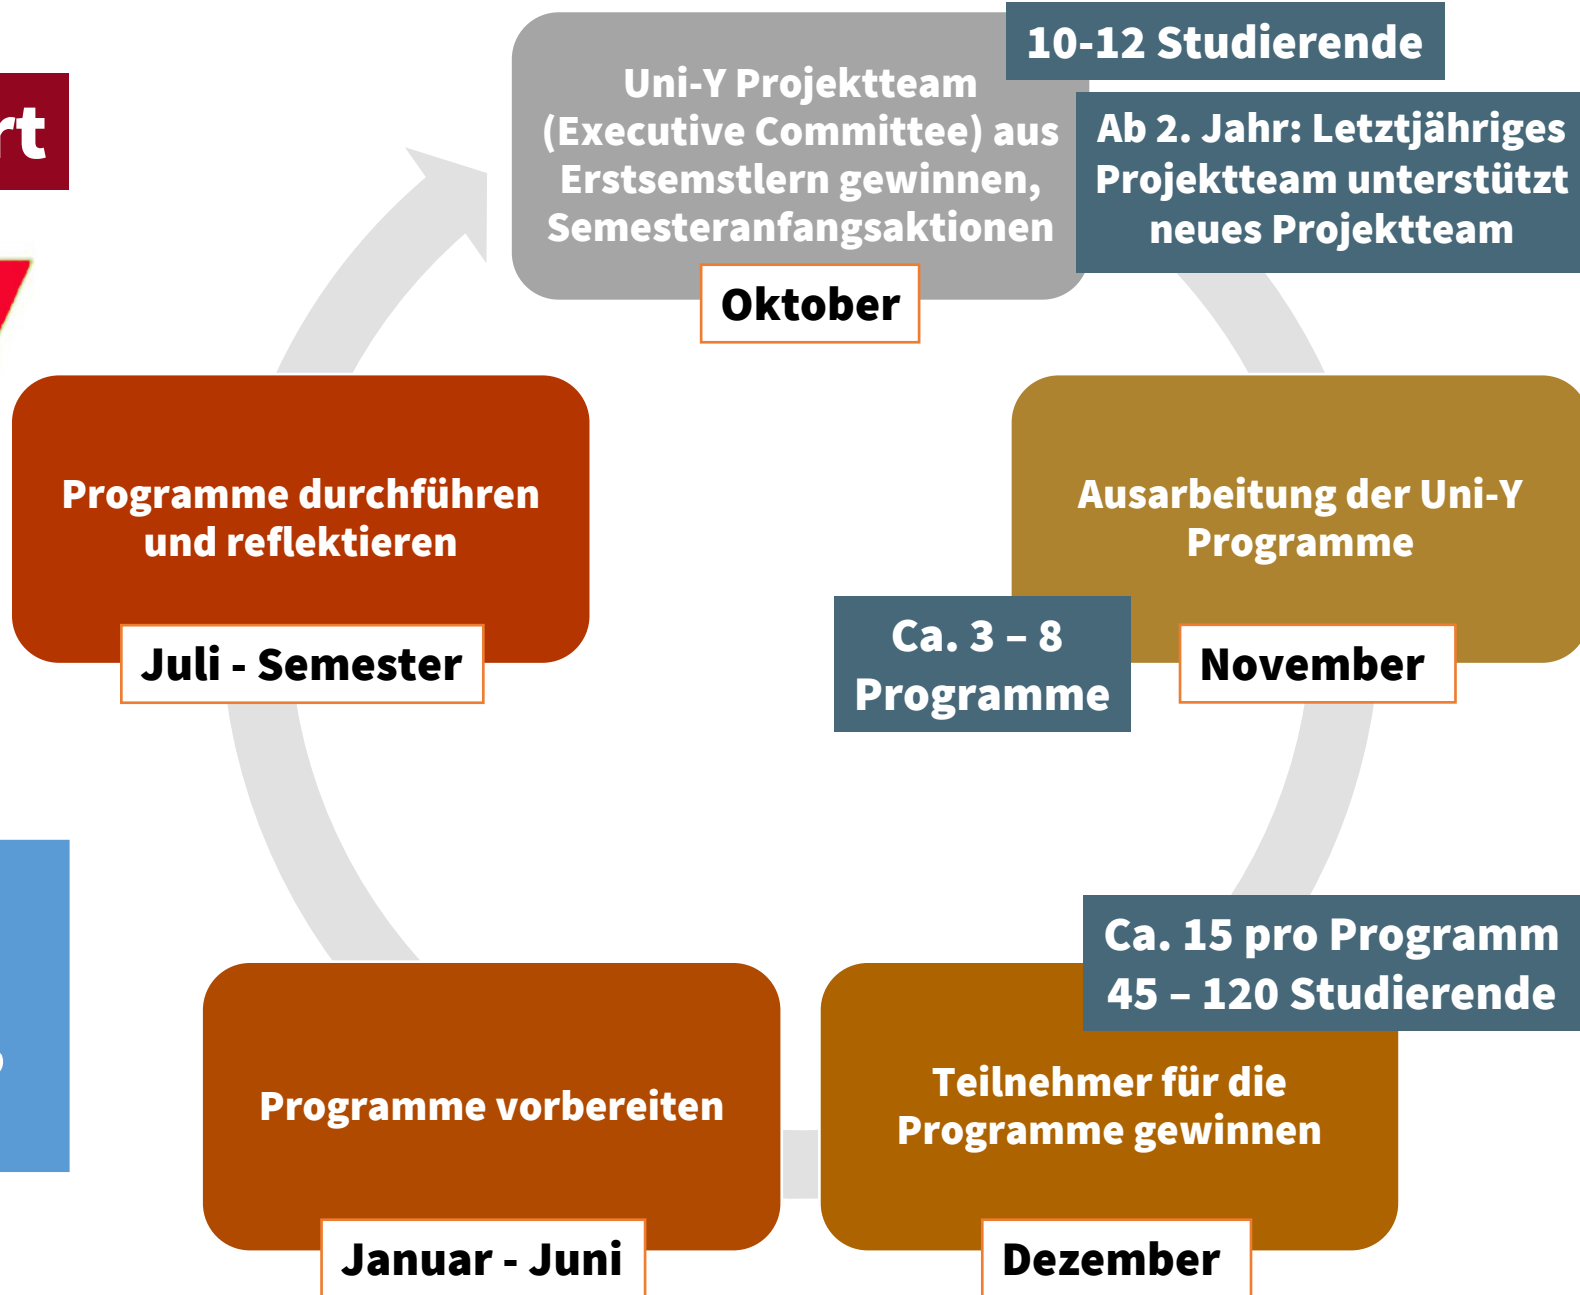 rt
10-12 Studierende
Uni-Y Projektteam
(Executive Committee) aus
Erstsemstlern gewinnen,
Semesteranfangsaktionen
Ab 2. Jahr: Letztjähriges
Projektteam unterstützt
neues Projektteam
Oktober
Programme durchführen
und reflektieren
Juli - Semester
Ausarbeitung der Uni-Y
Programme
Ca. 3 – 8
Programme
November
Ca. 15 pro Programm
45 – 120 Studierende
Teilnehmer für die
Programme gewinnen
Dezember
Programme vorbereiten
Januar - Juni